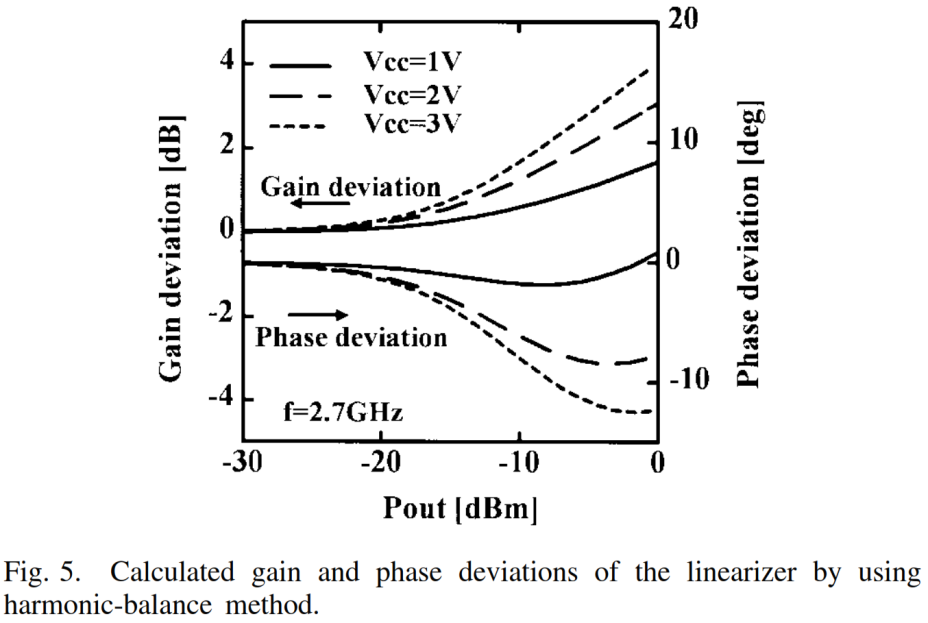 20
4
Vcc=1V
Vcc=2V
Vcc=3V
10
2
Gain deviation
0
0
-2
Phase deviation
-10
-4
f=2.7GHz
-30
-20
-10
0
Gain deviation [dB]
Phase deviation [deg]
Pout [dBm]
Fig. 5. Calculated gain and phase deviations of the linearizer by using
harmonic-balance method.